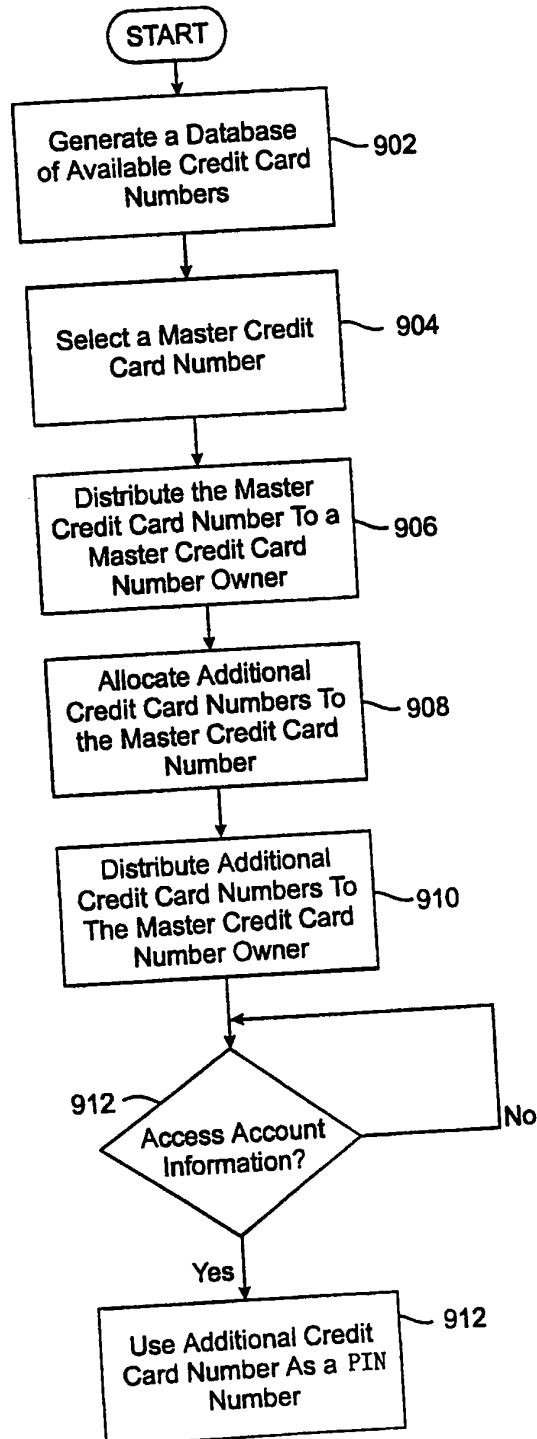 START
Generate a Database
of Available Credit Card
Numbers
902
Select a Master Credit
Card Number
904
Distribute the Master
Credit Card Number To a
Master Credit Card
Number Owner
906
Allocate Additional
Credit Card Numbers To
the Master Credit Card
Number
908
Distribute Additional
Credit Card Numbers To
The Master Credit Card
Number Owner
910
912
Access Account
Information?
No
Yes
Use Additional Credit
Card Number As a PIN
Number
912